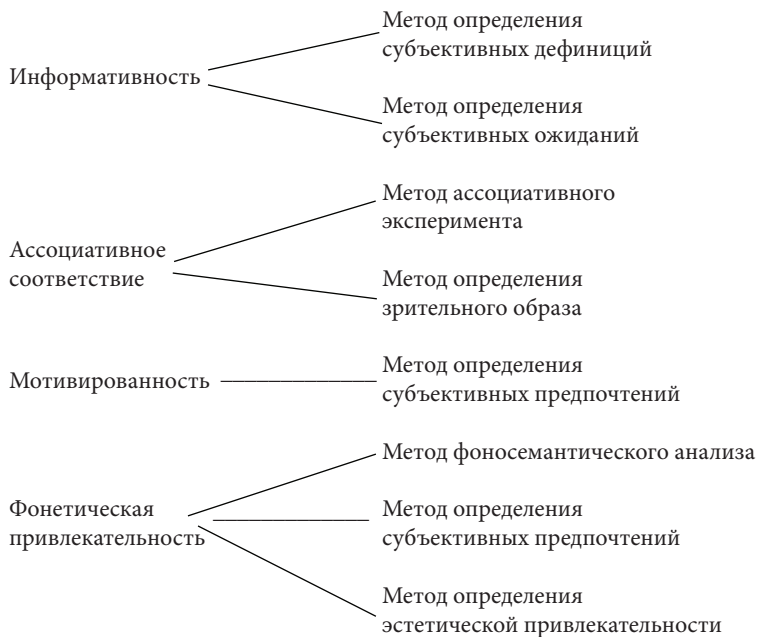 Информативность
Метод определения
субъективных дефиниций
Метод определения
субъективных ожиданий
Ассоциативное
соответствие
Метод ассоциативного
эксперимента
Метод определения
зрительного образа
Мотивированность
Метод определения
субъективных предпочтений
Фонетическая
привлекательность
Метод фоносемантического анализа
Метод определения
субъективных предпочтений
Метод определения
эстетической привлекательности